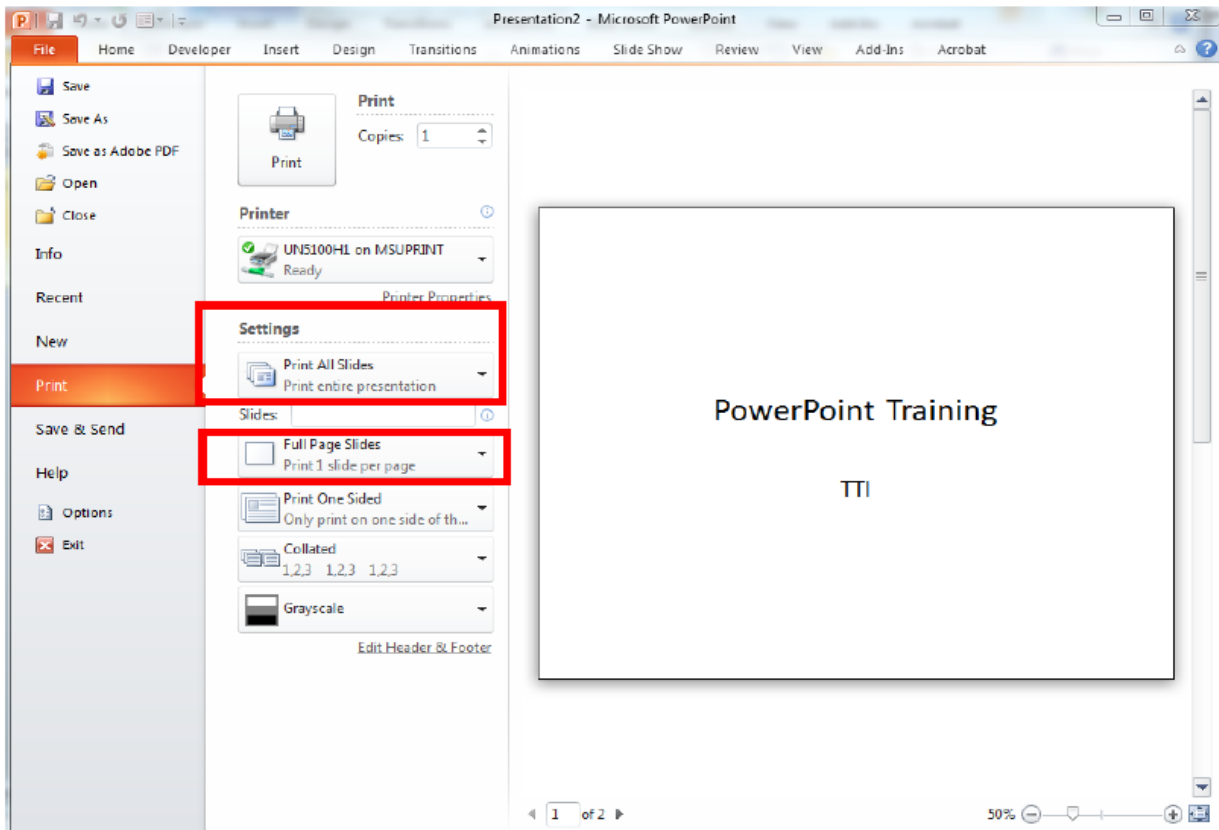 Presentation2 - Microsoft PowerPoint
File Home Developer Insert Design Transitions Animations Slide Show Review View Add-Ins Acrobat
Save
Save As
Save as Adobe PDF
Open
Close
Info
Recent
New
Print
Save & Send
Help
Options
Exit
Print
Copies: 1
Print
Printer
UN5100H1 on MSUPRINT
Ready
Printer Properties
Settings
Print All Slides
Print entire presentation
Slides:
Full Page Slides
Print 1 slide per page
Print One Sided
Only print on one side of th...
Collated
1,2,3 1,2,3 1,2,3
Grayscale
Edit Header & Footer
PowerPoint Training
TTI
1 of 2
50%